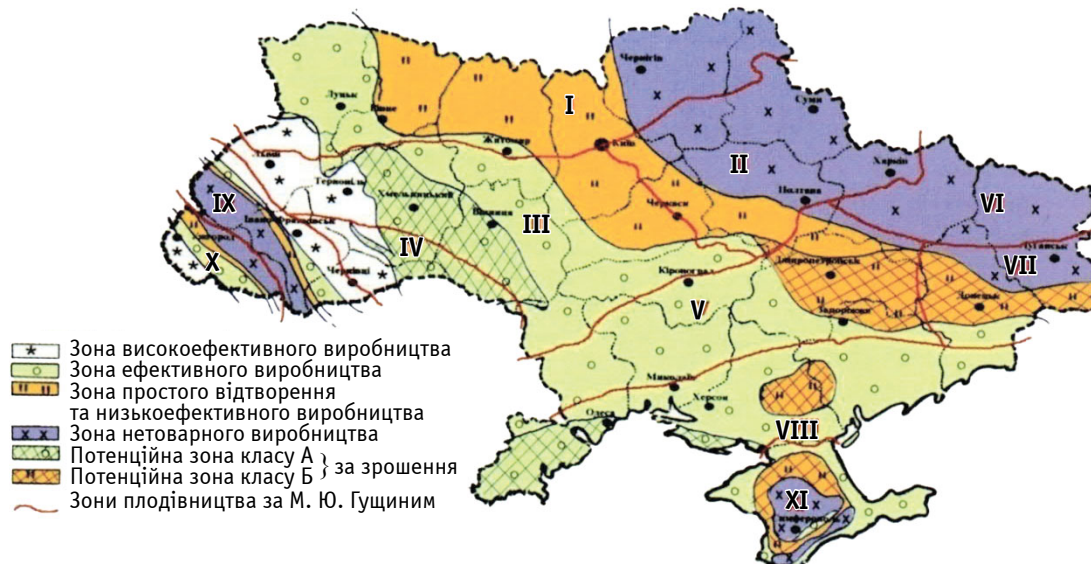 Чернігів
Суми
I
Луцьк
Рівне
Житомир
Київ
II
Харків
Львів
Полтава
VI
Тернопіль
Хмельницький
Черкаси
IX
Вінниця
III
Луганськ
Ужгород
IV
Дніпропетровськ
VII
X
Чернівці
Кіровоград
Донецьк
V
Запоріжжя
Миколаїв
Херсон
Одеса
VIII
XI
Сімферополь
Зона високоефективного виробництва
Зона ефективного виробництва
Зона простого відтворення
та низькоефективного виробництва
Зона нетоварного виробництва
Потенційна зона класу А
Потенційна зона класу Б } за зрошення
Зони плодівництва за М. Ю. Гущиним